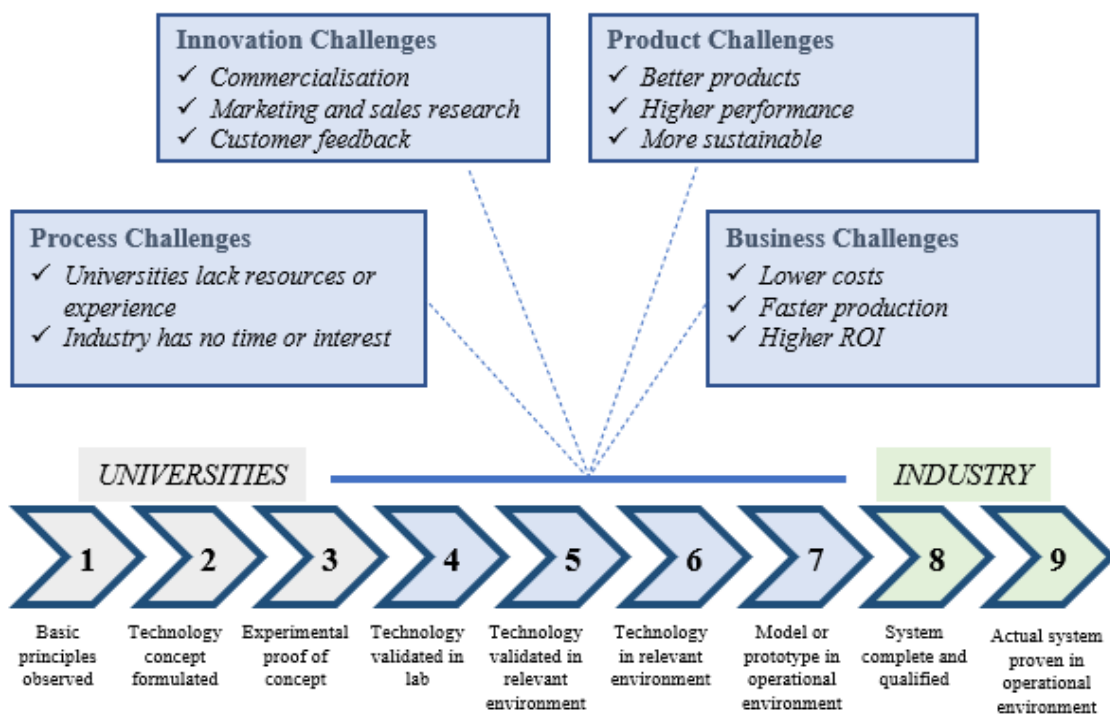 Innovation Challenges
✓ Commercialisation
✓ Marketing and sales research
✓ Customer feedback
Product Challenges
✓ Better products
✓ Higher performance
✓ More sustainable
Process Challenges
✓ Universities lack resources or
experience
✓ Industry has no time or interest
Business Challenges
✓ Lower costs
✓ Faster production
✓ Higher ROI
UNIVERSITIES
INDUSTRY
1
2
3
4
5
6
7
8
9
Basic
principles
observed
Technology
concept
formulated
Experimental
proof of
concept
Technology
validated in
lab
Technology
validated in
relevant
environment
Technology
in relevant
environment
Model or
prototype in
operational
environment
System
complete and
qualified
Actual system
proven in
operational
environment